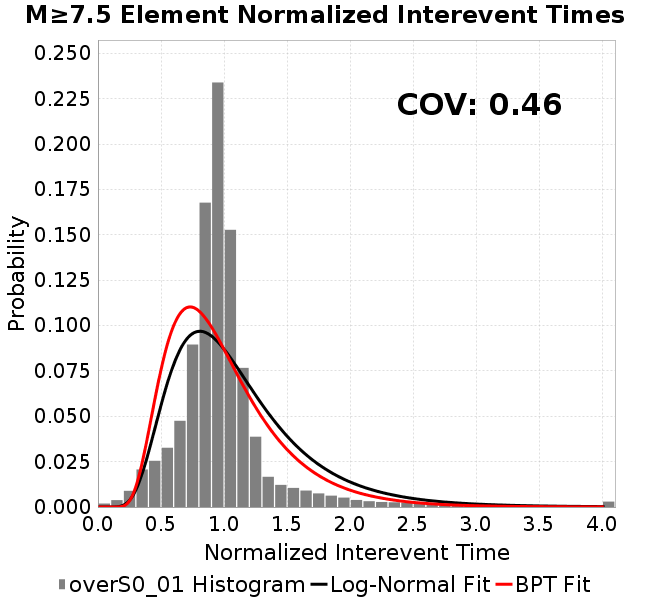 M≥7.5 Element Normalized Interevent Times
COV: 0.46
Probability
0.250
0.225
0.200
0.175
0.150
0.125
0.100
0.075
0.050
0.025
0.000
0.0 0.5 1.0 1.5 2.0 2.5 3.0 3.5 4.0
Normalized Interevent Time
overS0_01 Histogram Log-Normal Fit BPT Fit